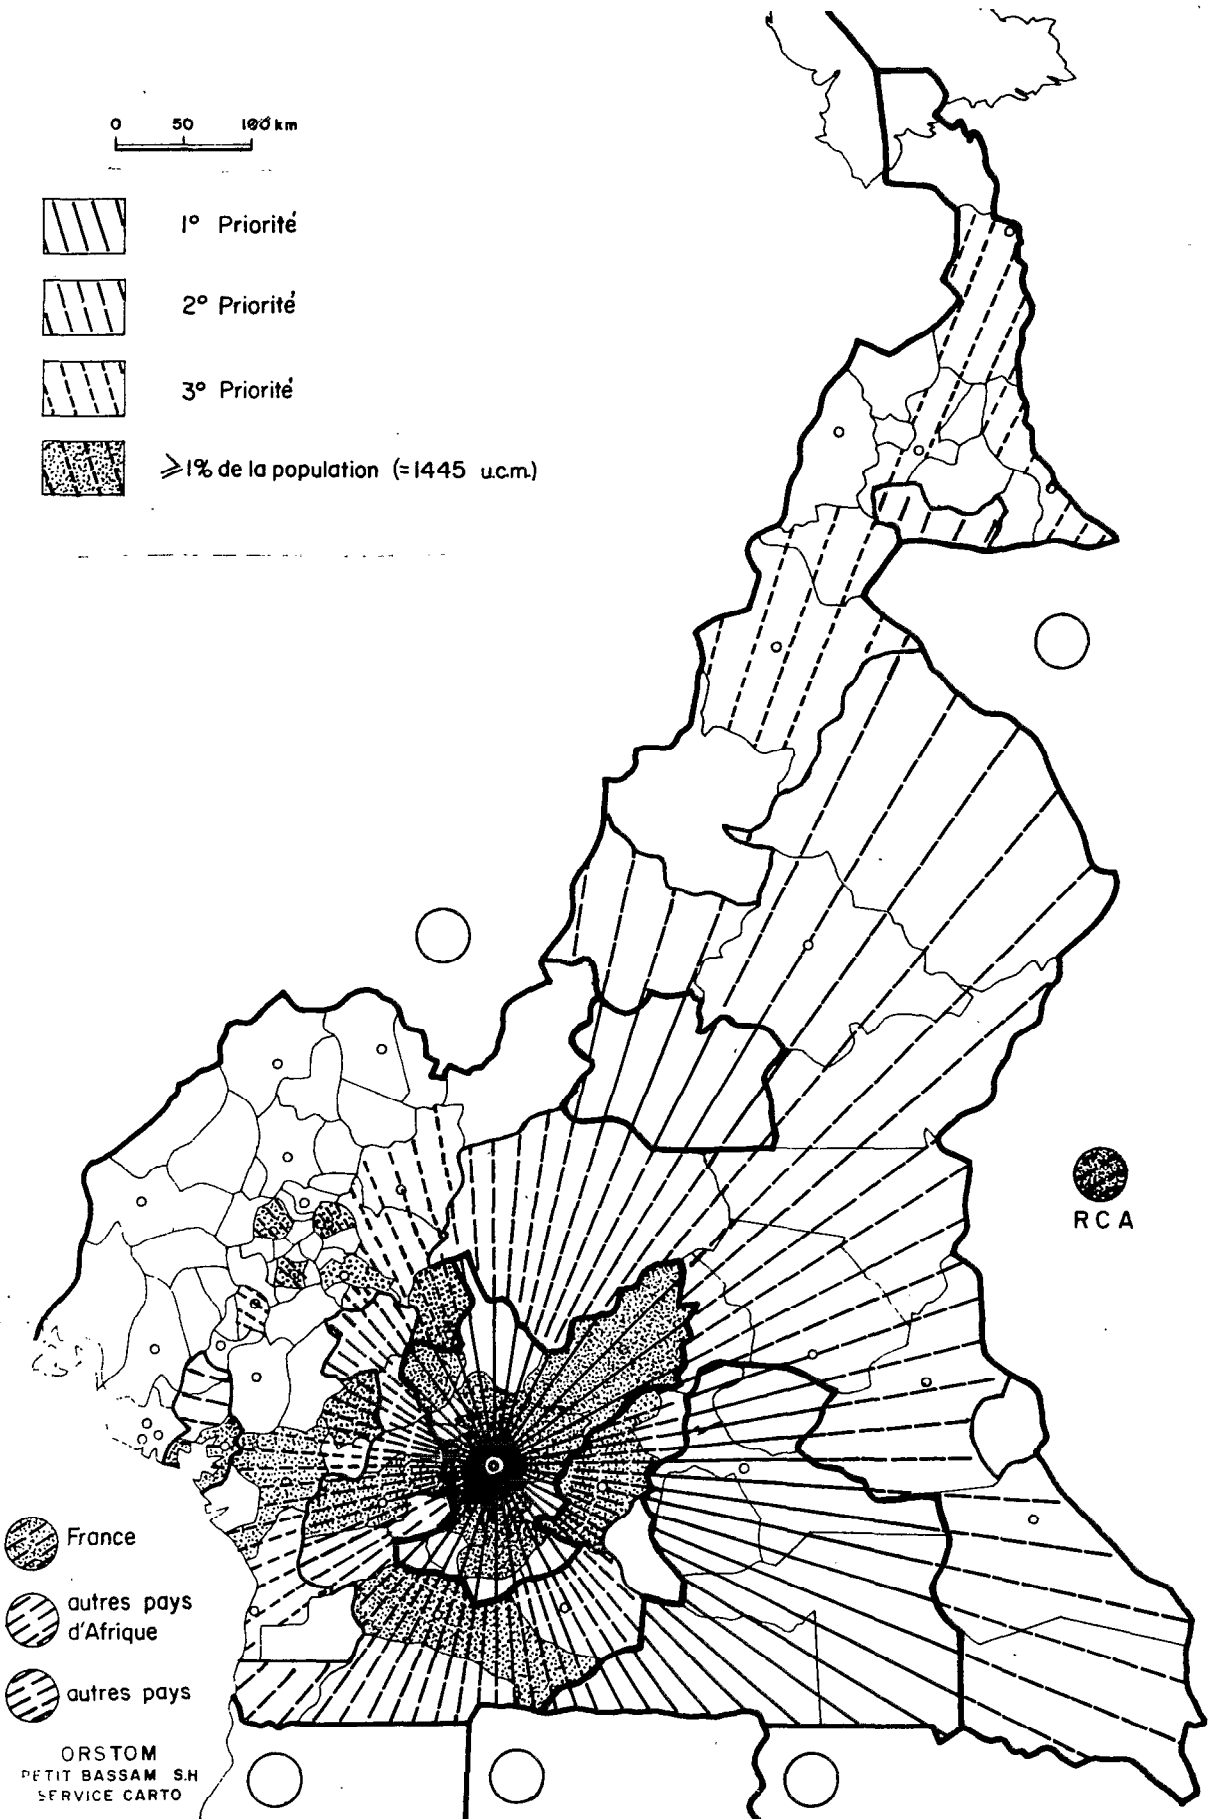 0 50 100 km
1° Priorité
2° Priorité
3° Priorité
⩾1% de la population (=1445 u.c.m.)
RCA
France
autres pays
d'Afrique
autres pays
ORSTOM
PETIT BASSAM S.H
SERVICE CARTO